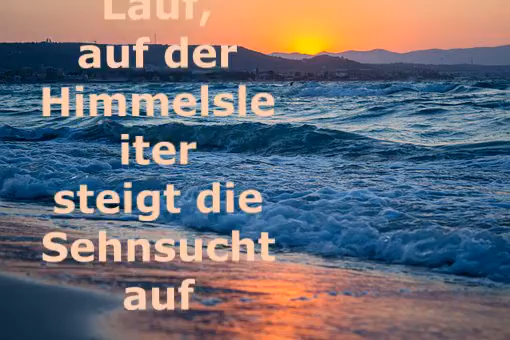 Lauf,
auf der
Himmelsle
iter
steigt die
Sehnsucht
auf